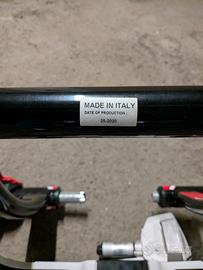 MADE IN ITALY
DATE OF PRODUCTION :
25-2020